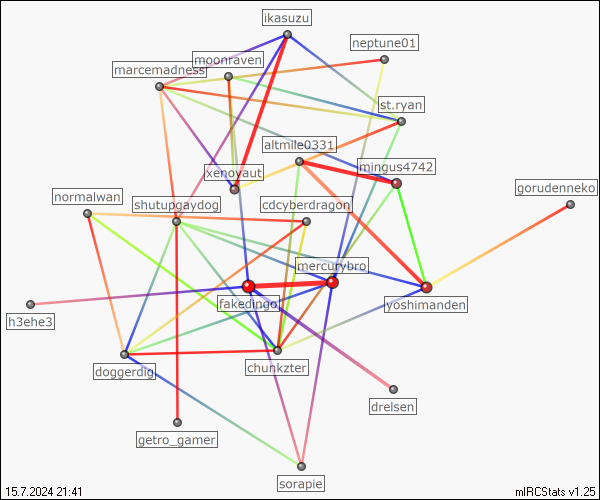 ikasuzu
neptune01
moonraven
marcemadness
st.ryan
altmile0331
mingus4742
xenovaut
gorudenneko
normalwan
shutupgaydog
cdcyberdragon
mercurybro
fakedingo
yoshimanden
h3ehe3
doggerdig
chunkzter
drelsen
getro_gamer
sorapie
15.7.2024 21:41
mIRCStats v1.25